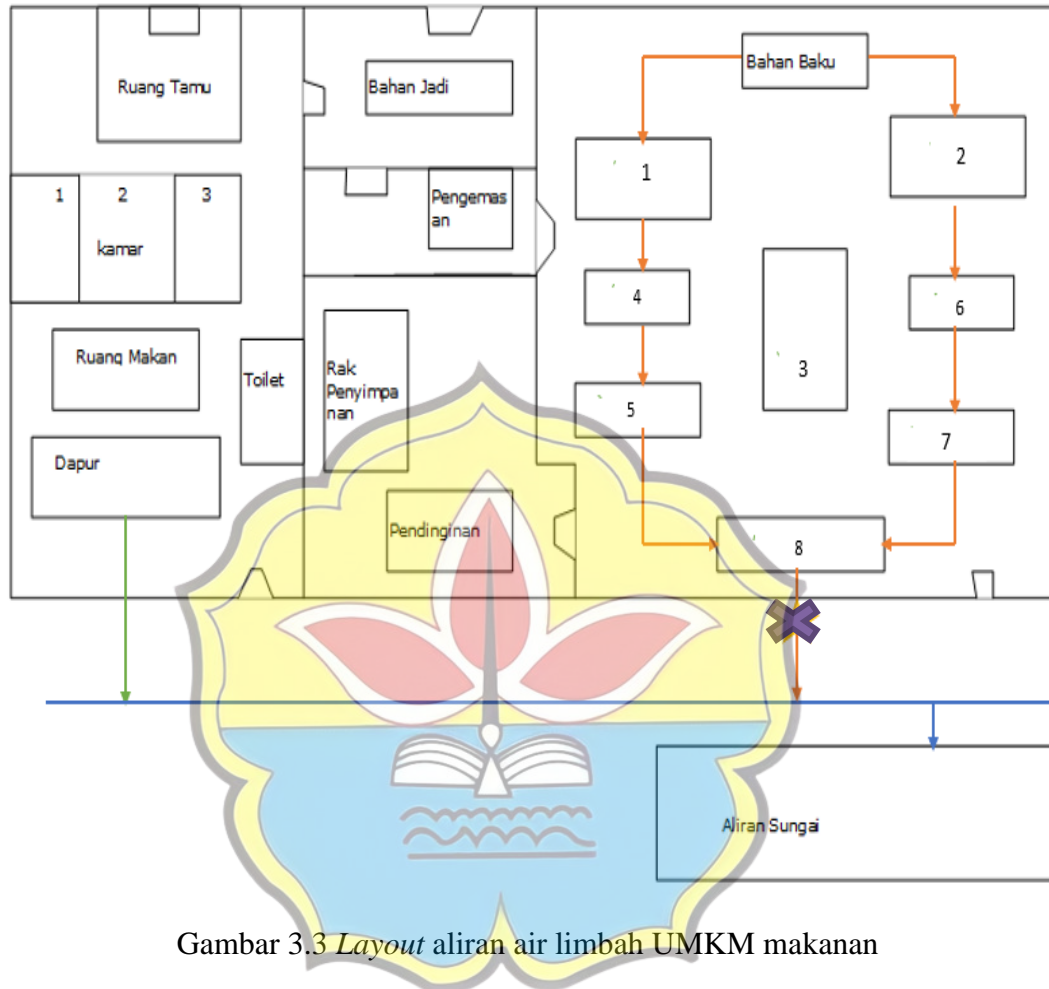 Ruang Tamu
Bahan Jadi
Bahan Baku
1
2
1
2
3
kamar
Pengemas
an
4
6
3
Ruang Makan
Toilet
Rak
Penyimpa
nan
5
7
Dapur
Pendinginan
8
Aliran Sungai
Gambar 3.3 Layout aliran air limbah UMKM makanan